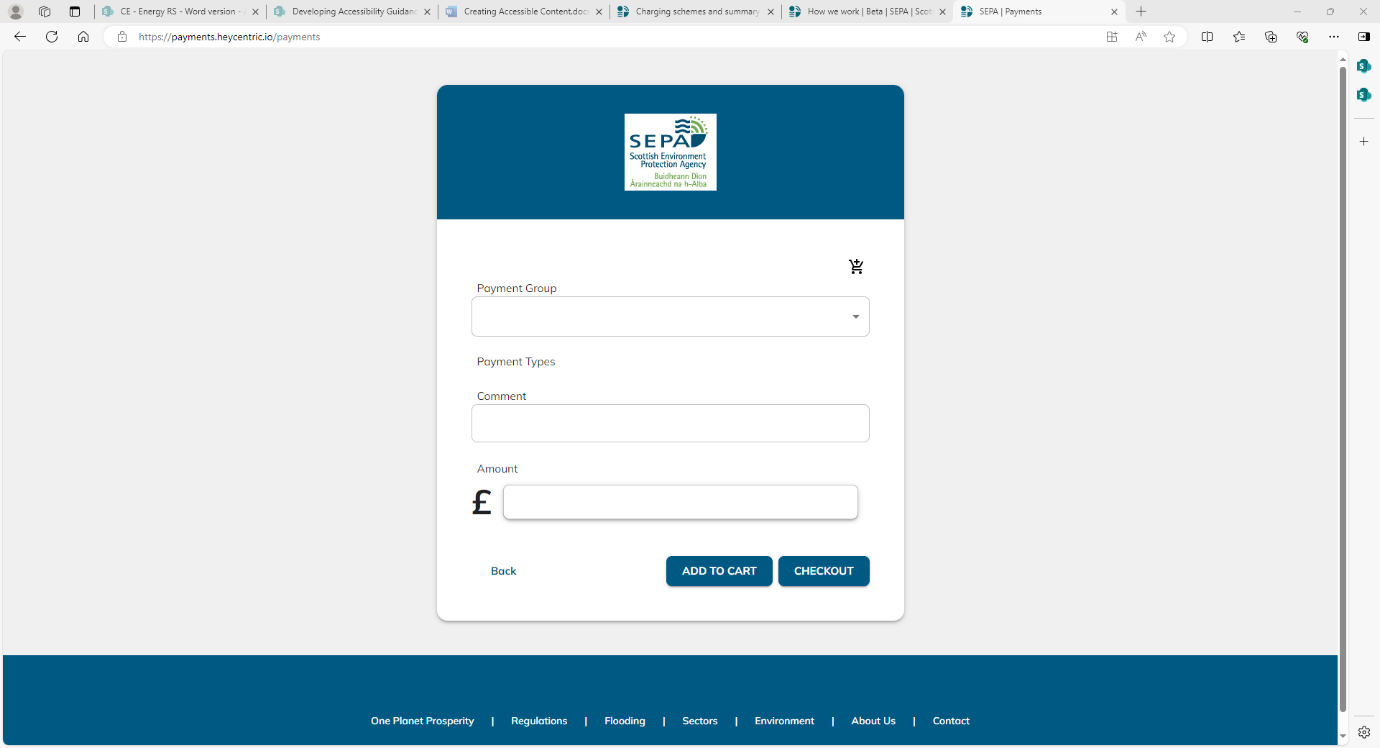 CE - Energy RS - Word version -
Developing Accessibility Guidanc
Creating Accessible Content.docx
Charging schemes and summary
How we work | Beta | SEPA | Scot
SEPA | Payments
https://payments.heycentric.io/payments
SEPA
Scottish Environment
Protection Agency
Buidheann Dìon
Àrainneachd na h-Alba
Payment Group
Payment Types
Comment
Amount
£
Back
ADD TO CART
CHECKOUT
One Planet Prosperity | Regulations | Flooding | Sectors | Environment | About Us | Contact